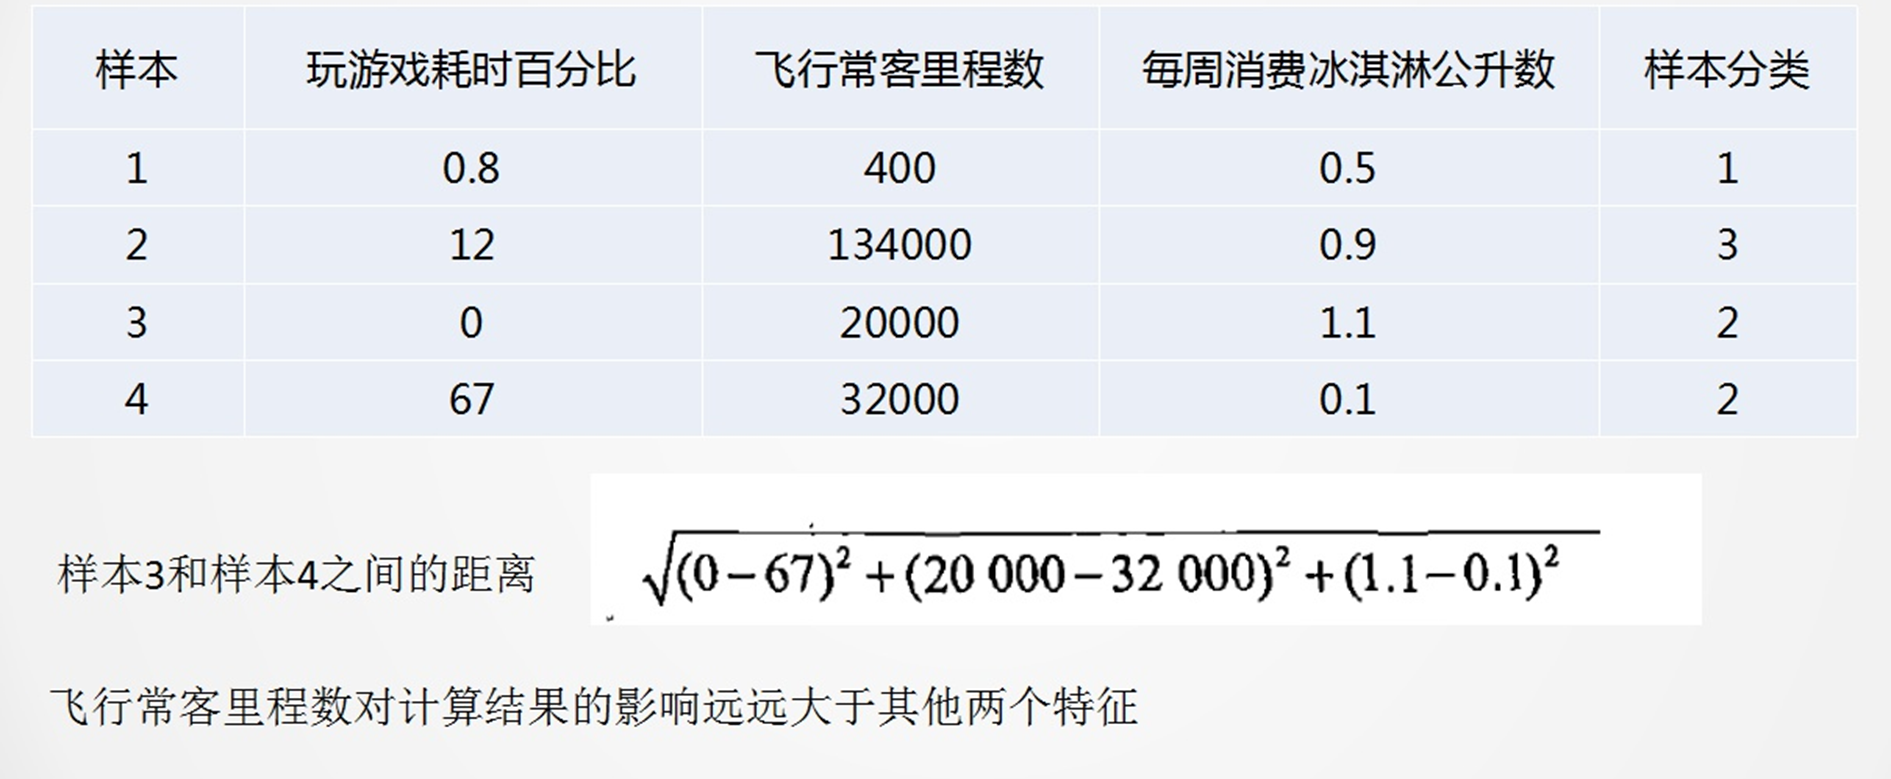 样本 玩游戏耗时百分比 飞行常客里程数 每周消费冰淇淋公升数 样本分类
1 0.8 400 0.5 1
2 12 134000 0.9 3
3 0 20000 1.1 2
4 67 32000 0.1 2
样本3和样本4之间的距离 √(0−67)²+(20 000−32 000)²+(1.1−0.1)²
飞行常客里程数对计算结果的影响远远大于其他两个特征